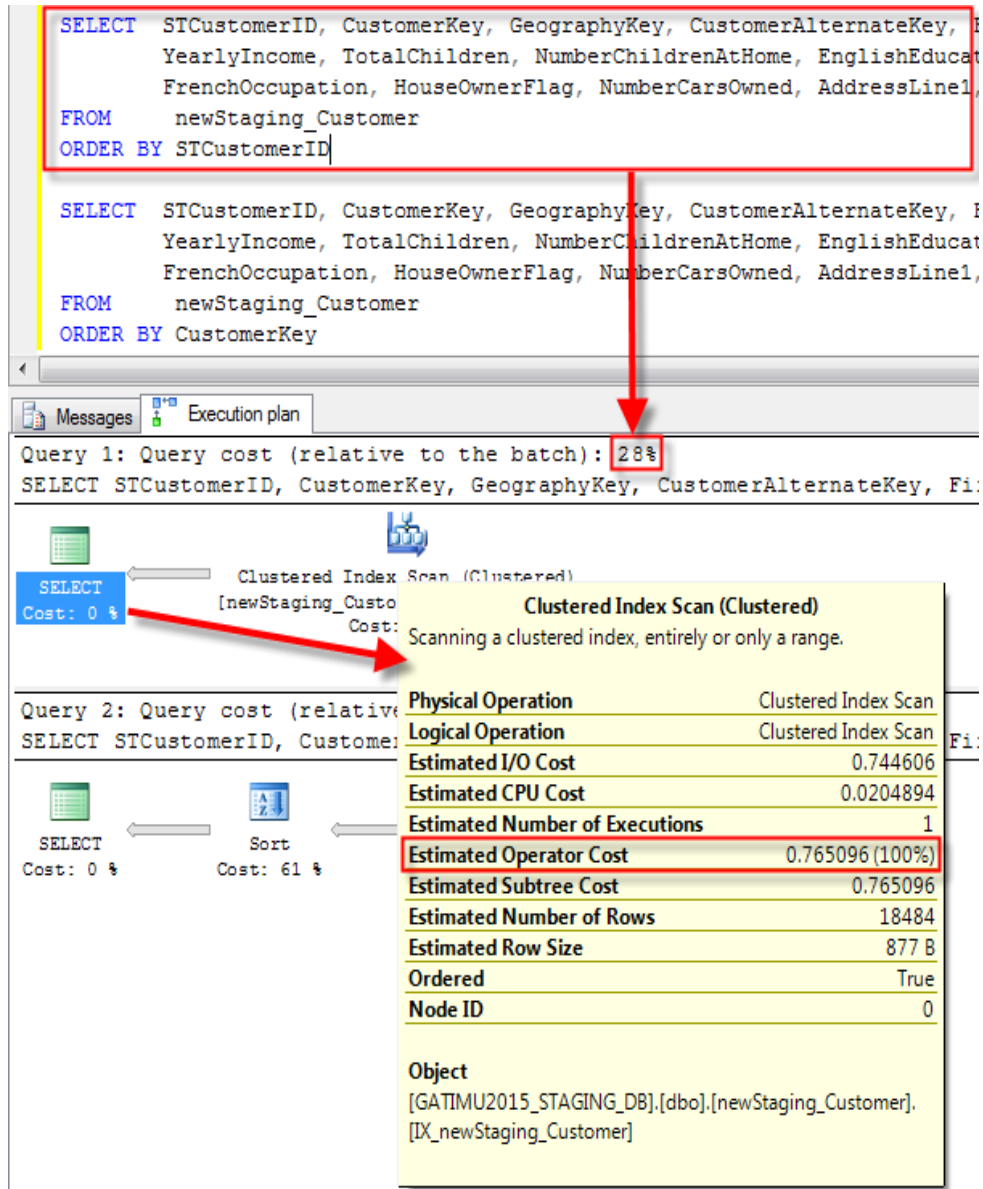 SELECT STCustomerID, CustomerKey, GeographyKey, CustomerAlternateKey,
YearlyIncome, TotalChildren, NumberChildrenAtHome, EnglishEducat
FrenchOccupation, HouseOwnerFlag, NumberCarsOwned, AddressLine1,
FROM newStaging_Customer
ORDER BY STCustomerID
SELECT STCustomerID, CustomerKey, GeographyKey, CustomerAlternateKey,
YearlyIncome, TotalChildren, NumberChildrenAtHome, EnglishEducat
FrenchOccupation, HouseOwnerFlag, NumberCarsOwned, AddressLine1,
FROM newStaging_Customer
ORDER BY CustomerKey
Messages Execution plan
Query 1: Query cost (relative to the batch): 28%
SELECT STCustomerID, CustomerKey, GeographyKey, CustomerAlternateKey, Fi
Clustered Index Scan (Clustered)
SELECT [newStaging_Custo
Cost: 0 % Cost:
Clustered Index Scan (Clustered)
Scanning a clustered index, entirely or only a range.
Physical Operation Clustered Index Scan
Logical Operation Clustered Index Scan
Estimated I/O Cost 0.744606
Estimated CPU Cost 0.0204894
Estimated Number of Executions 1
Estimated Operator Cost 0.765096 (100%)
Estimated Subtree Cost 0.765096
Estimated Number of Rows 18484
Estimated Row Size 877 B
Ordered True
Node ID 0
Object
[GATIMU2015_STAGING_DB].[dbo].[newStaging_Customer].
[IX_newStaging_Customer]
Query 2: Query cost (relative
SELECT STCustomerID, Custome Fi
SELECT Sort
Cost: 0 % Cost: 61 %